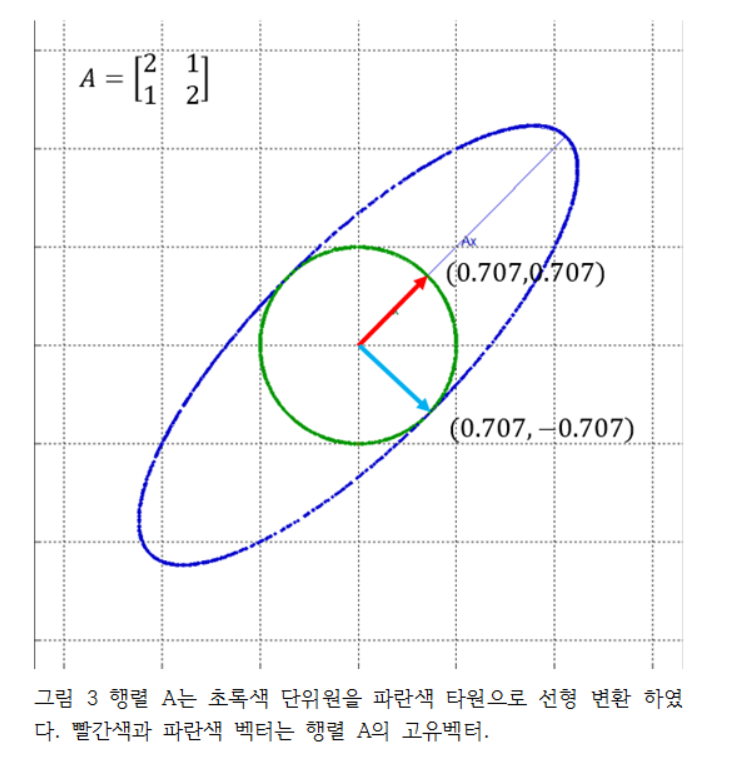 A = [2 1
1 2]
Ax
(0.707,0.707)
(0.707, −0.707)
그림 3 행렬 A는 초록색 단위원을 파란색 타원으로 선형 변환 하였
다. 빨간색과 파란색 벡터는 행렬 A의 고유벡터.